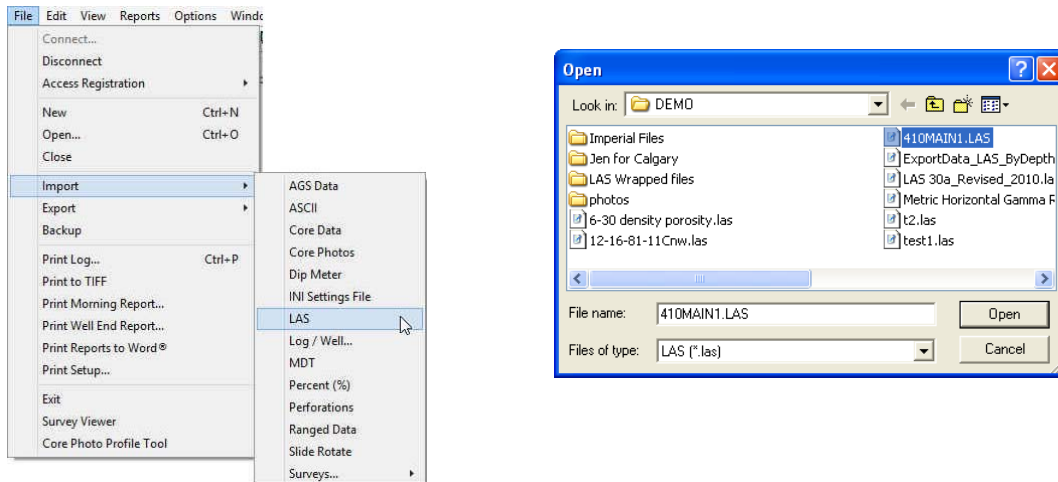 File Edit View Reports Options
Connect...
Disconnect
Access Registration
New Ctrl+N
Open... Ctrl+O
Close
Import
Export
Backup
Print Log... Ctrl+P
Print to TIFF
Print Morning Report...
Print Well End Report...
Print Reports to Word®
Print Setup...
Exit
Survey Viewer
Core Photo Profile Tool
AGS Data
ASCII
Core Data
Core Photos
Dip Meter
INI Settings File
LAS
Log / Well...
MDT
Percent (%)
Perforations
Ranged Data
Slide Rotate
Surveys...
Open
Look in: DEMO
Imperial Files
Jen for Calgary
LAS Wrapped files
photos
6-30 density porosity.las
12-16-81-11Cnw.las
410MAIN1.LAS
ExportData_LAS_ByDepth
LAS 30a_Revised_2010.la
Metric Horizontal Gamma
t2.las
test1.las
File name: 410MAIN1.LAS Open
Files of type: LAS (*.las) Cancel